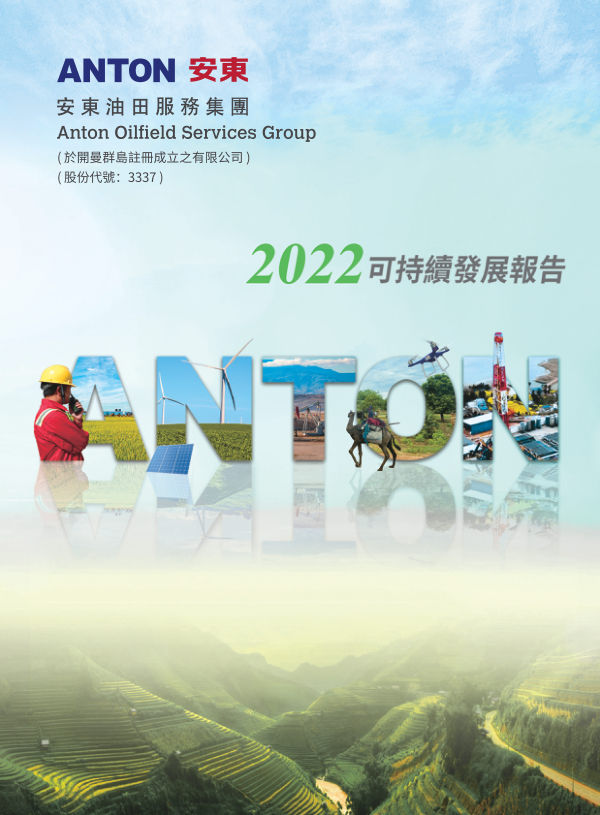 ANTON 安東
安東油田服務集團
Anton Oilfield Services Group
(於開曼群島註冊成立之有限公司)
(股份代號：3337)
2022可持續發展報告
ANTON